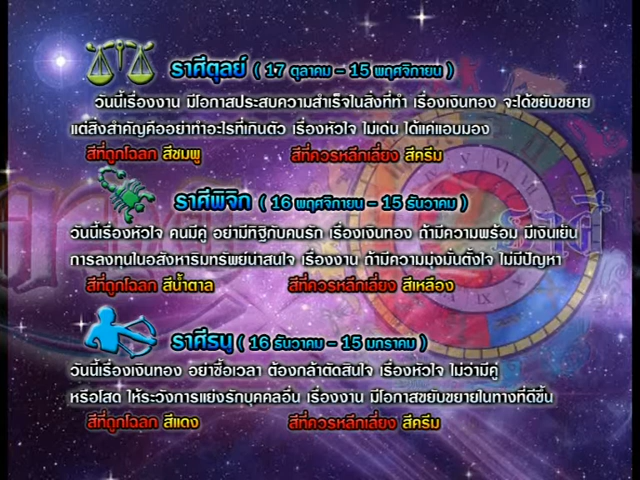 ราศีตุลย์ ( 17 ตุลาคม – 15 พฤศจิกายน )
วันนี้เรื่องงาน มีโอกาสประสบความสำเร็จในสิ่งที่ทำ เรื่องเงินทอง จะได้ขยับขยาย
แต่สิ่งสำคัญคืออย่าทำอะไรที่เกินตัว เรื่องหัวใจ ไม่เด่น ได้แค่แอบมอง
สีที่ถูกโฉลก สีชมพู สีที่ควรหลีกเลี่ยง สีครีม
ราศีพิจิก ( 16 พฤศจิกายน – 15 ธันวาคม )
วันนี้เรื่องหัวใจ คนมีคู่ อย่ามีทิฐิกับคนรัก เรื่องเงินทอง ถ้ามีความพร้อม มีเงินเย็น
การลงทุนในอสังหาริมทรัพย์น่าสนใจ เรื่องงาน ถ้ามีความมุ่งมั่นตั้งใจ ไม่มีปัญหา
สีที่ถูกโฉลก สีน้ำตาล สีที่ควรหลีกเลี่ยง สีเหลือง
ราศีธนู ( 16 ธันวาคม – 15 มกราคม )
วันนี้เรื่องเงินทอง อย่าซื้อเวลา ต้องกล้าตัดสินใจ เรื่องหัวใจ ไม่ว่ามีคู่
หรือโสด ให้ระวังการแย่งรักบุคคลอื่น เรื่องงาน มีโอกาสขยับขยายในทางที่ดีขึ้น
สีที่ถูกโฉลก สีแดง สีที่ควรหลีกเลี่ยง สีครีม